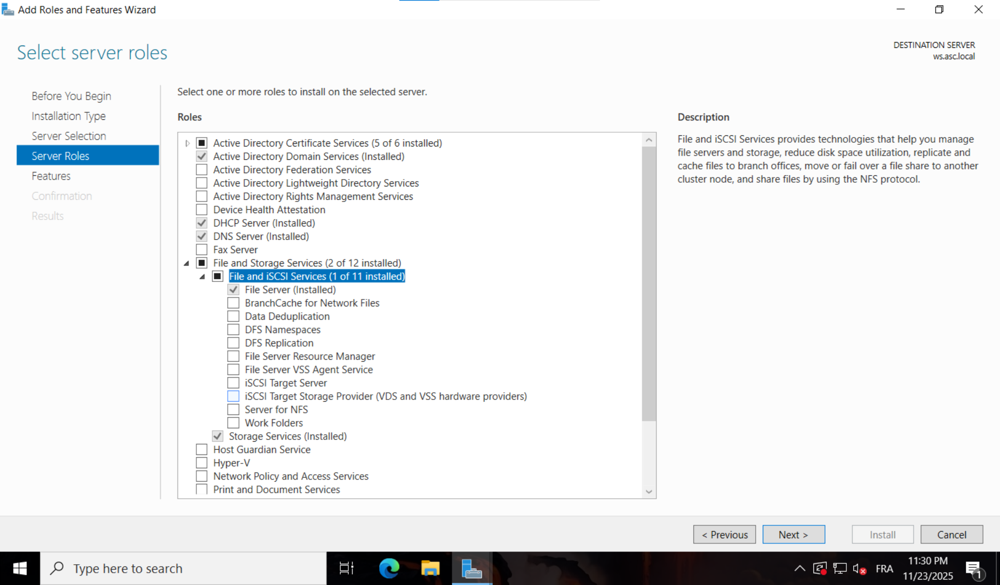 Add Roles and Features Wizard
Select server roles
DESTINATION SERVER
ws.asc.local
Before You Begin
Installation Type
Server Selection
Server Roles
Features
Confirmation
Results
Select one or more roles to install on the selected server.
Roles
Active Directory Certificate Services (5 of 6 installed)
Active Directory Domain Services (Installed)
Active Directory Federation Services
Active Directory Lightweight Directory Services
Active Directory Rights Management Services
Device Health Attestation
DHCP Server (Installed)
DNS Server (Installed)
Fax Server
File and Storage Services (2 of 12 installed)
File and iSCSI Services (1 of 11 installed)
File Server (Installed)
BranchCache for Network Files
Data Deduplication
DFS Namespaces
DFS Replication
File Server Resource Manager
File Server VSS Agent Service
iSCSI Target Server
iSCSI Target Storage Provider (VDS and VSS hardware providers)
Server for NFS
Work Folders
Storage Services (Installed)
Host Guardian Service
Hyper-V
Network Policy and Access Services
Print and Document Services
Description
File and iSCSI Services provides technologies that help you manage
file servers and storage, reduce disk space utilization, replicate and
cache files to branch offices, move or fail over a file share to another
cluster node, and share files by using the NFS protocol.
< Previous
Next >
Install
Cancel
Type here to search
FRA
11:30 PM
11/23/2025
1